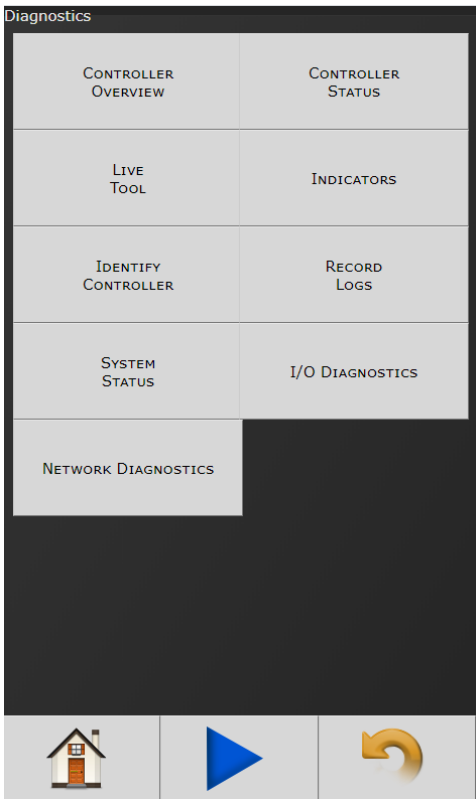 Diagnostics
Controller
Overview
Controller
Status
Live
Tool
Indicators
Identify
Controller
Record
Logs
System
Status
I/O Diagnostics
Network Diagnostics